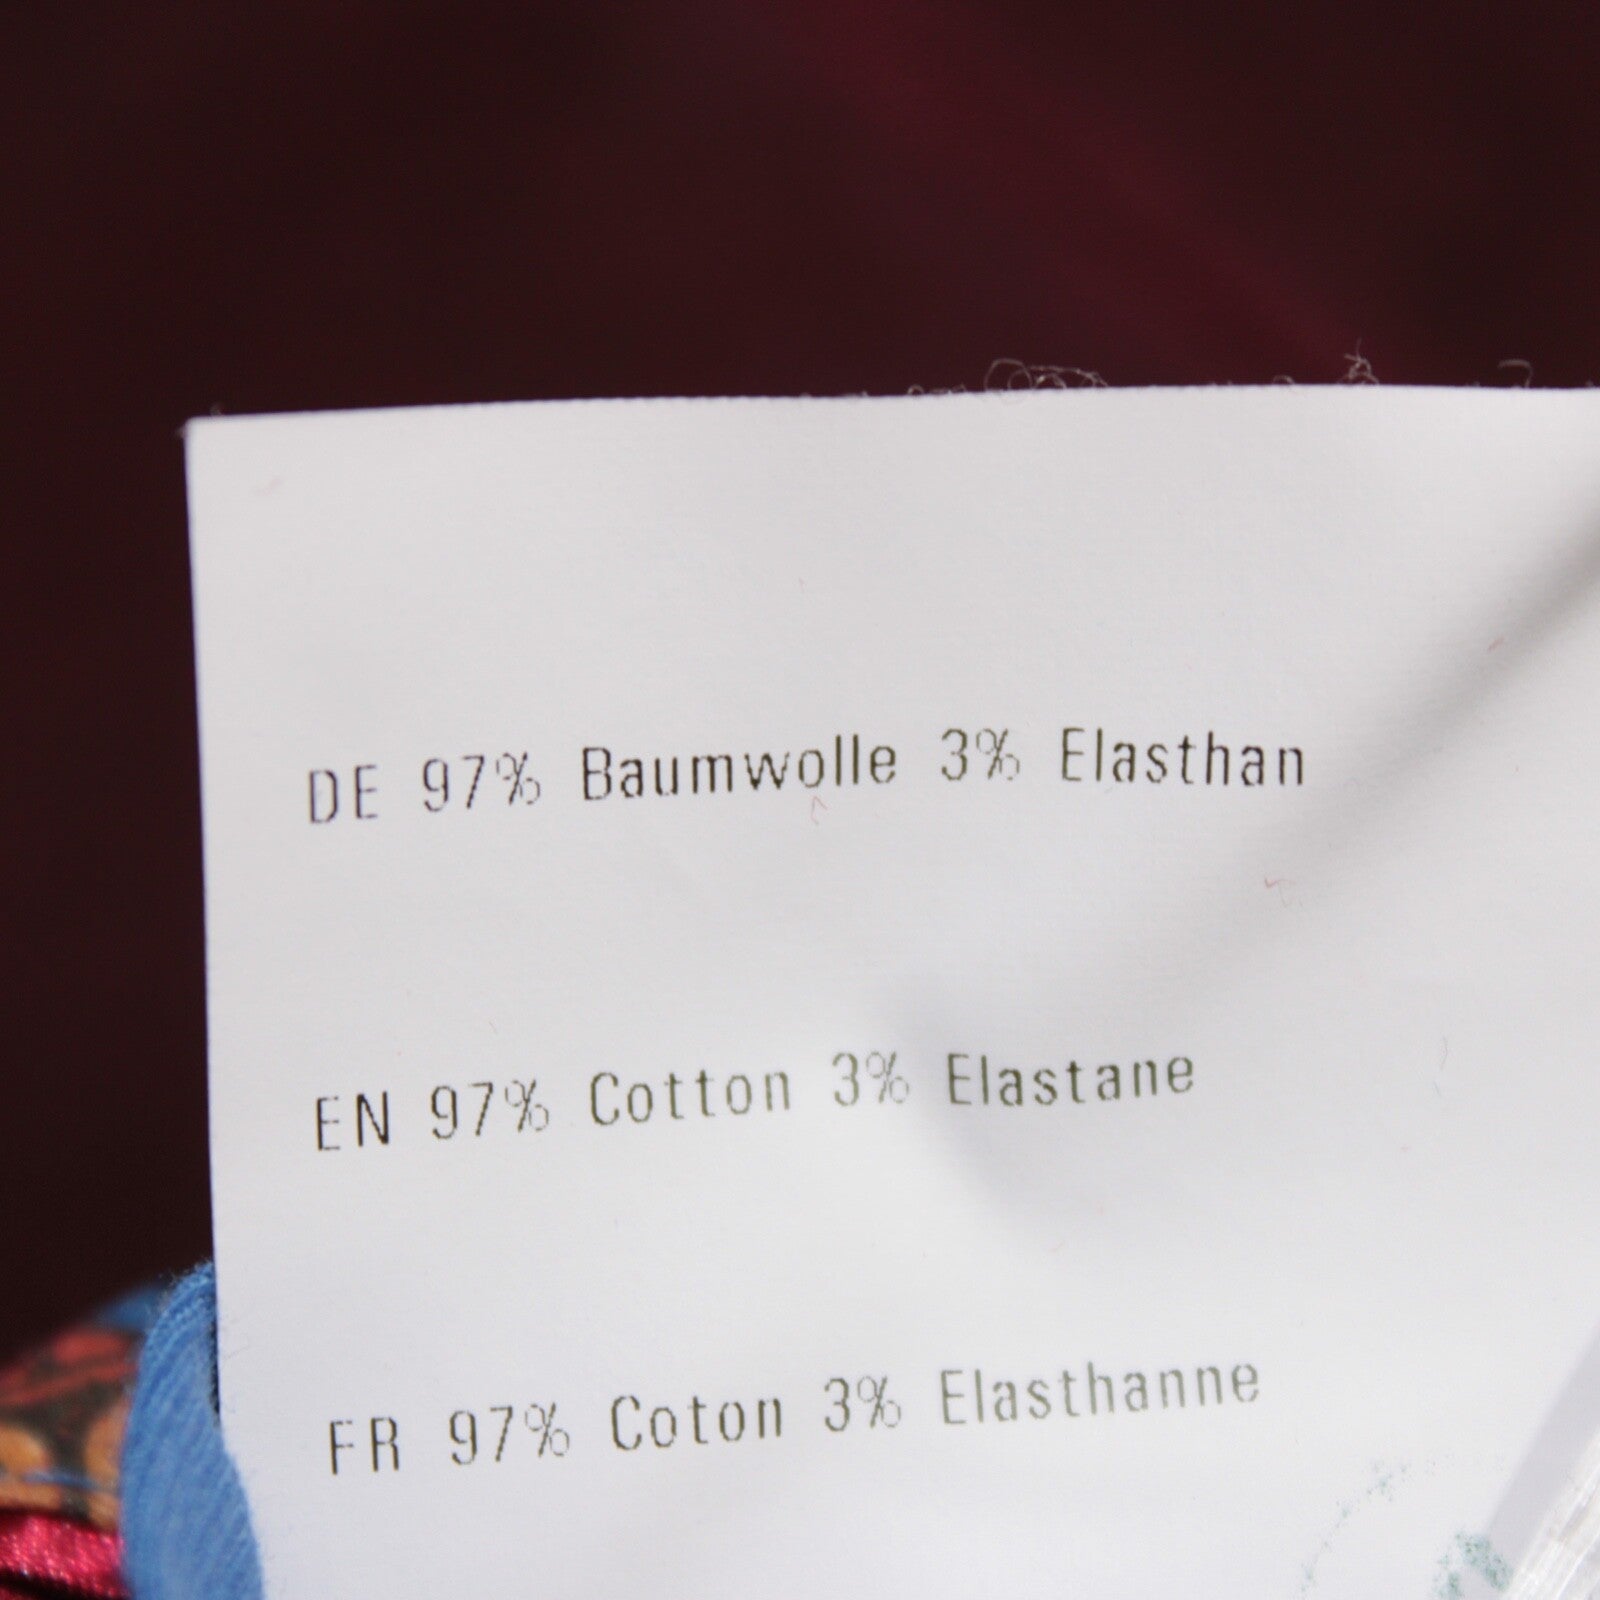 DE 97% Baumwolle 3% Elasthan
EN 97% Cotton 3% Elastane
FR 97% Coton 3% Elasthanne